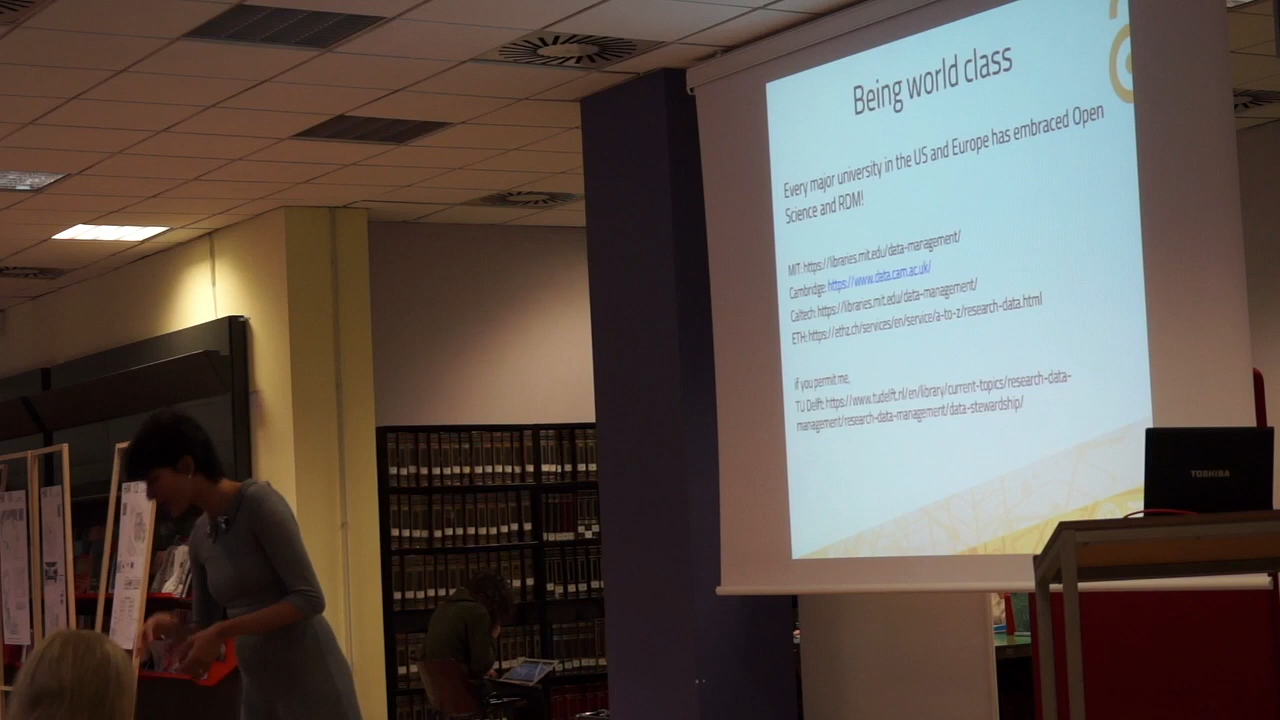 Being world class
Every major university in the US and Europe has embraced Open
Science and RDM!
MIT: https://libraries.mit.edu/data-management/
Cambridge: https://www.data.cam.ac.uk/
Caltech: https://libraries.mit.edu/data-management/
ETH: https://ethz.ch/services/en/service/a-to-z/research-data.html
if you permit me,
TU Delft: https://www.tudelft.nl/en/library/current-topics/research-data-
management/research-data-management/data-stewardship/
TOSHIBA